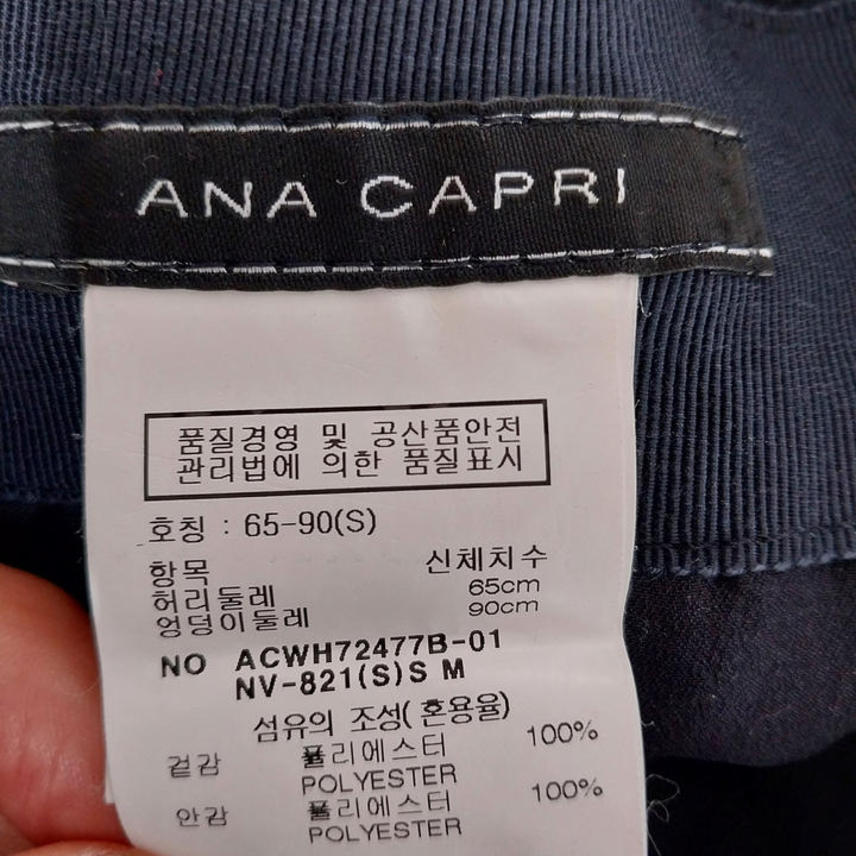 ANA CAPRI
품질경영 및 공산품안전
관리법에 의한 품질표시
호칭 : 65-90(S)
항목 신체치수
허리둘레 65cm
엉덩이둘레 90cm
NO ACWH72477B-01
NV-821(S)S M
섬유의 조성(혼용율)
겉감 폴리에스터 100%
POLYESTER
안감 폴리에스터 100%
POLYESTER